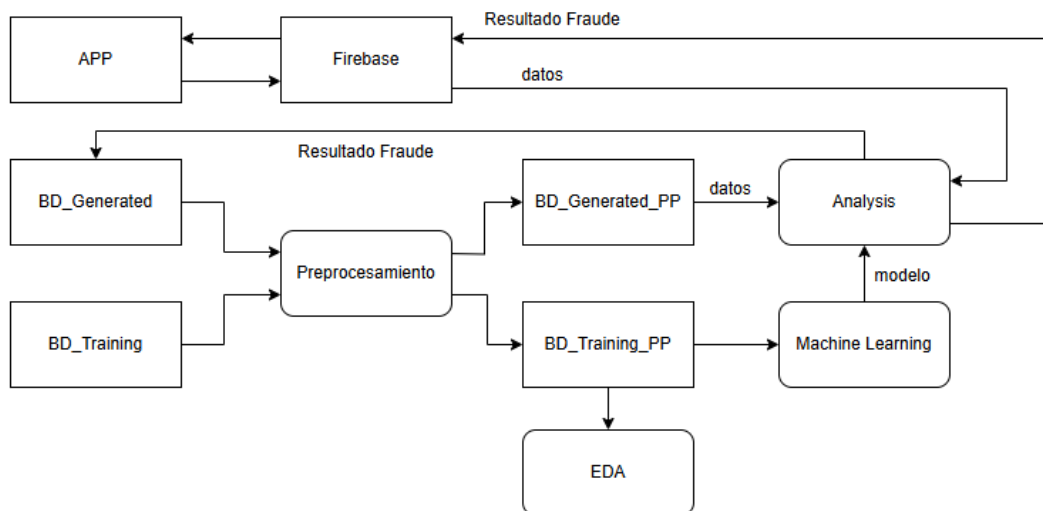 Resultado Fraude
APP
Firebase
datos
Resultado Fraude
BD_Generated
BD_Generated_PP
datos
Analysis
Preprocesamiento
modelo
BD_Training
BD_Training_PP
Machine Learning
EDA